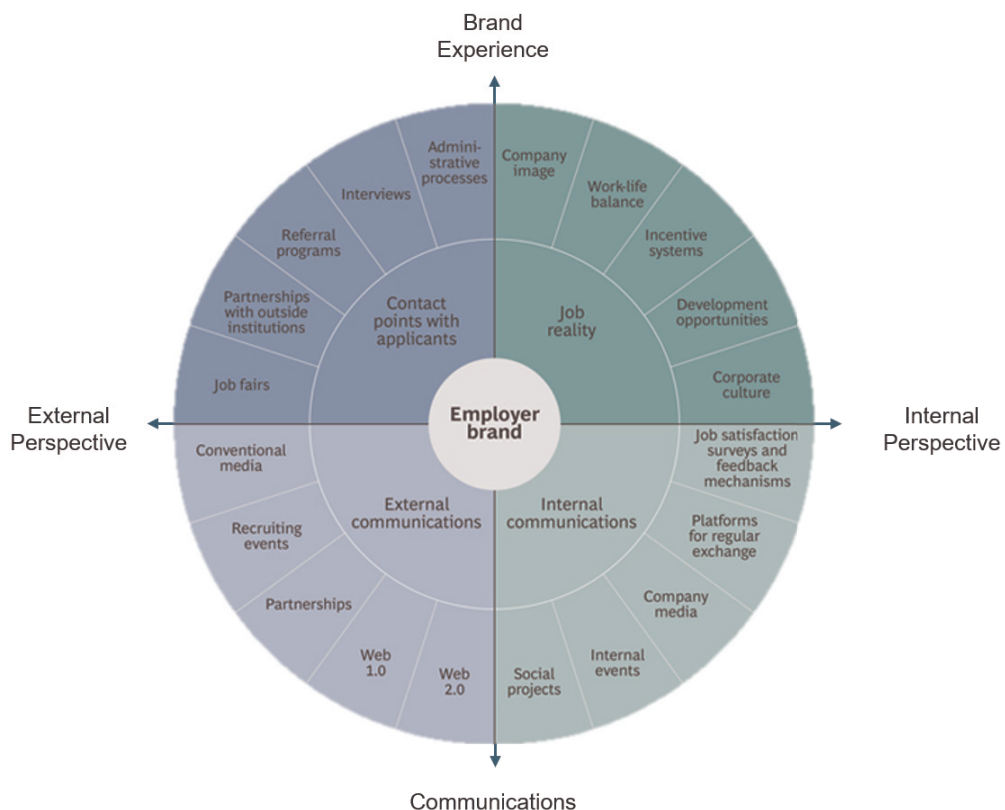 Brand
Experience
Admini-
strative
processes
Company
image
Interviews
Work-life
balance
Referral
programs
Incentive
systems
Partnerships
with outside
institutions
Contact
points with
applicants
Job
reality
Development
opportunities
Job fairs
Corporate
culture
External
Perspective
Employer
brand
Internal
Perspective
Conventional
media
Job satisfaction
surveys and
feedback
mechanisms
External
communications
Internal
communications
Recruiting
events
Platforms
for regular
exchange
Partnerships
Company
media
Web
1.0
Web
2.0
Social
projects
Internal
events
Communications